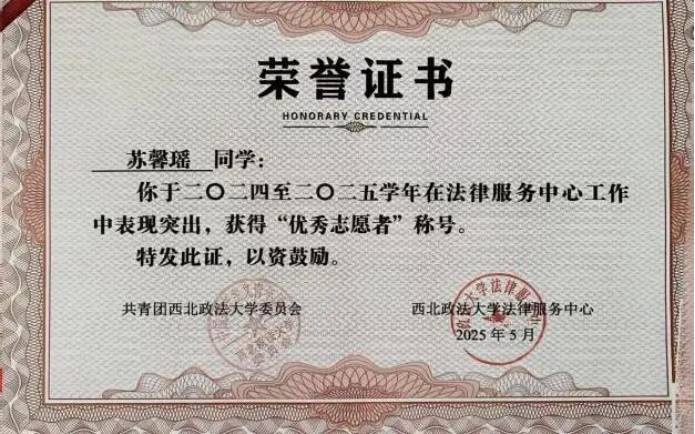 荣誉证书
HONORARY CREDENTIAL
苏馨瑶 同学：
你于二〇二四至二〇二五学年在法律服务中心工作
中表现突出，获得“优秀志愿者”称号。
特发此证，以资鼓励。
共青团西北政法大学委员会 西北政法大学法律服务中心
2025 年 5 月